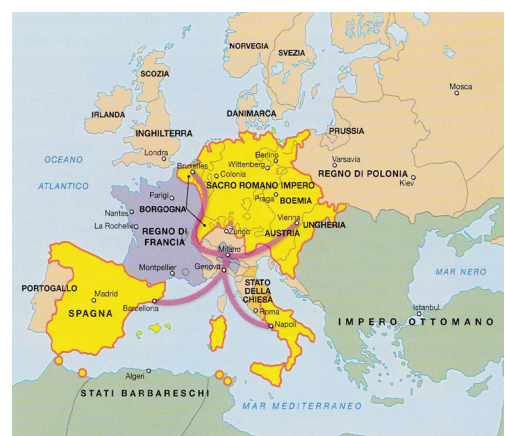 NORVEGIA
SVEZIA
SCOZIA
Mosca
IRLANDA
DANIMARCA
PRUSSIA
INGHILTERRA
Londra
OCEANO
ATLANTICO
Berlino
Varsavia
Bruxelles
Wittenberg
Colonia
REGNO DI POLONIA
Kiev
SACRO ROMANO IMPERO
Parigi
Praga
BOEMIA
Nantes
BORGOGNA
Vienna
La Rochelle
REGNO DI
FRANCIA
Zurigo
AUSTRIA
UNGHERIA
Milano
Montpellier
Genova
MAR NERO
PORTOGALLO
Madrid
STATO
DELLA
CHIESA
SPAGNA
Barcellona
Roma
Napoli
Istanbul
IMPERO OTTOMANO
Algeri
STATI BARBARESCHI
MAR MEDITERRANEO